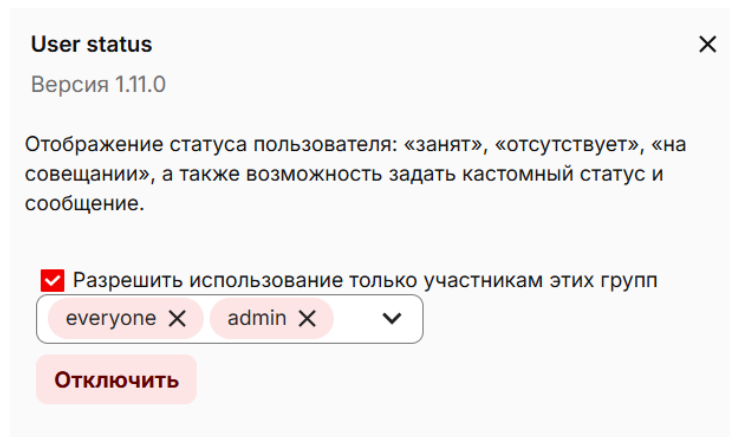 User status
Версия 1.11.0
Отображение статуса пользователя: «занят», «отсутствует», «на
совещании», а также возможность задать кастомный статус и
сообщение.
Разрешить использование только участникам этих групп
everyone admin
Отключить